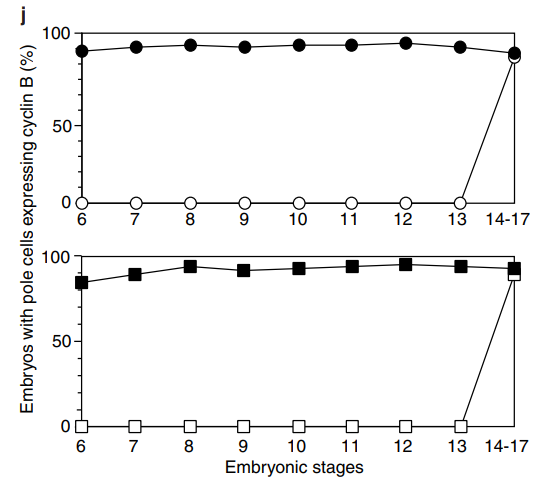 j
Embryos with pole cells expressing cyclin B (%)
100
50
0
6 7 8 9 10 11 12 13 14-17
100
50
0
6 7 8 9 10 11 12 13 14-17
Embryonic stages